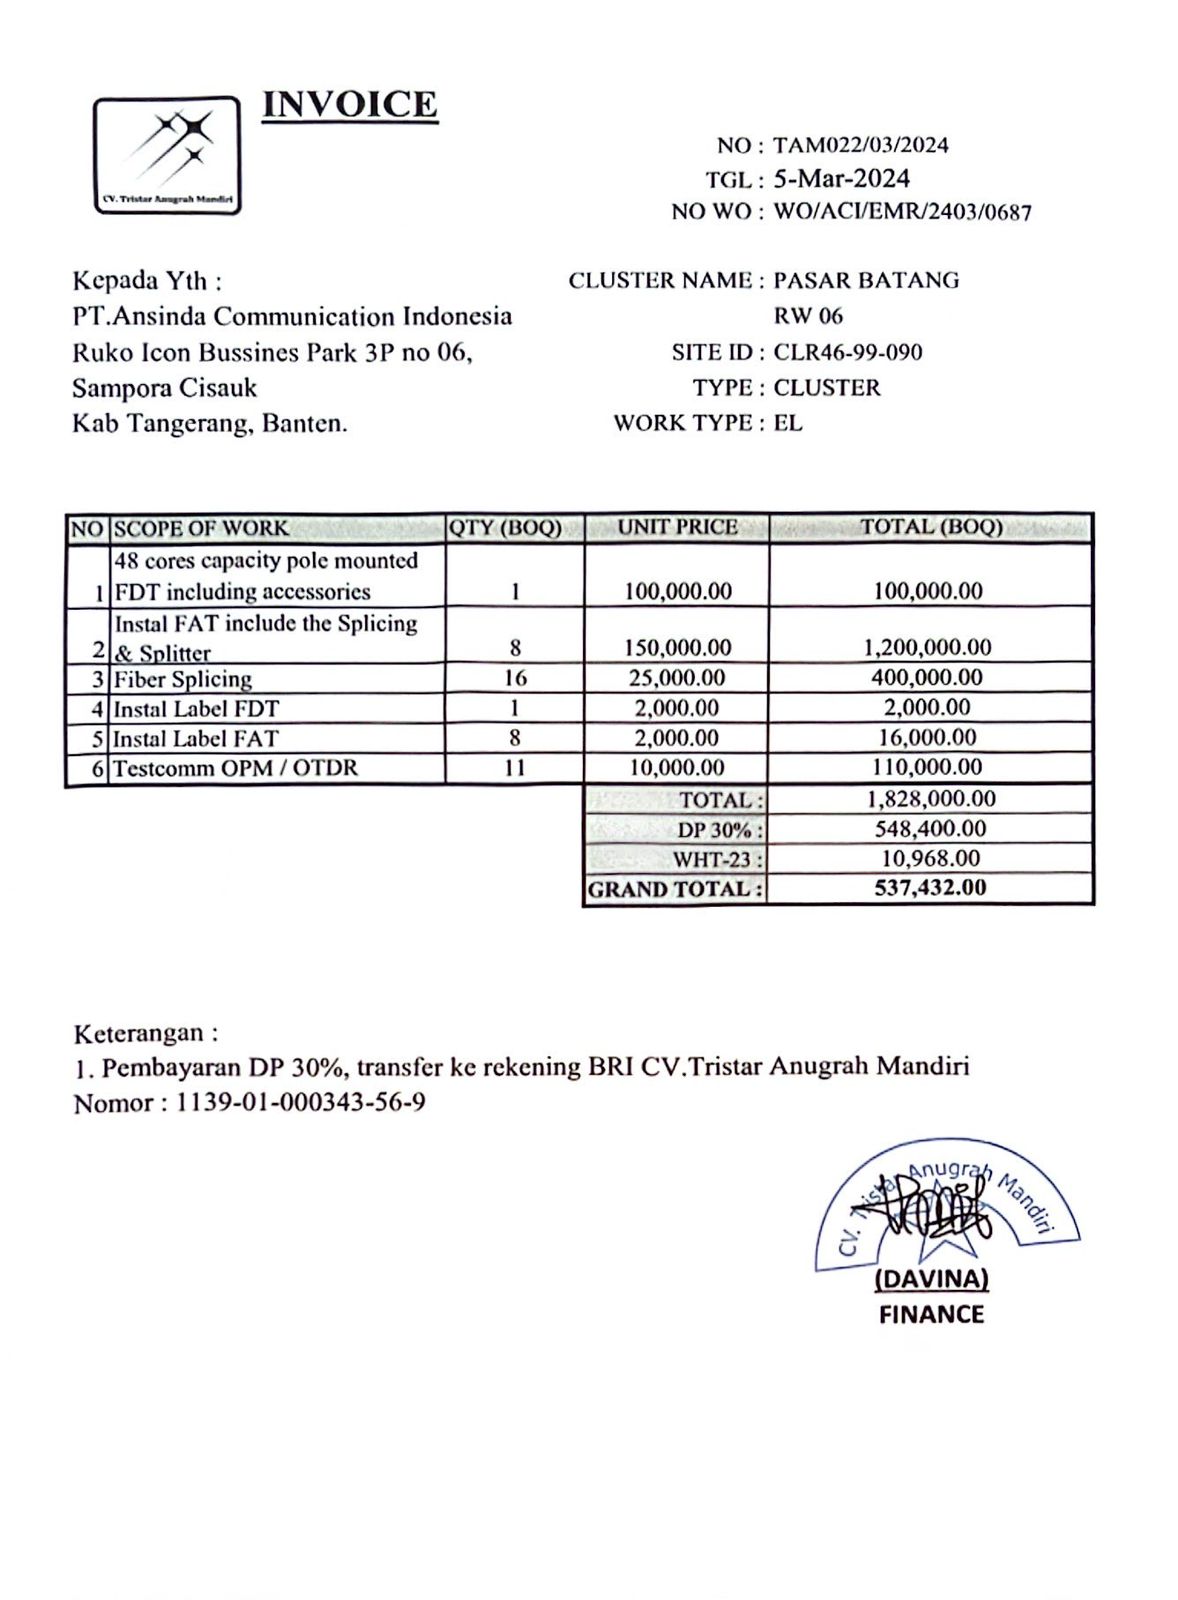 INVOICE
CV. Tristar Anugrah Mandiri
NO : TAM022/03/2024
TGL : 5-Mar-2024
NO WO : WO/ACI/EMR/2403/0687
Kepada Yth :
PT.Ansinda Communication Indonesia
Ruko Icon Bussines Park 3P no 06,
Sampora Cisauk
Kab Tangerang, Banten.
CLUSTER NAME : PASAR BATANG
RW 06
SITE ID : CLR46-99-090
TYPE : CLUSTER
WORK TYPE : EL
NO SCOPE OF WORK QTY (BOQ) UNIT PRICE TOTAL (BOQ)
48 cores capacity pole mounted
1 FDT including accessories 1 100,000.00 100,000.00
Instal FAT include the Splicing
2 & Splitter 8 150,000.00 1,200,000.00
3 Fiber Splicing 16 25,000.00 400,000.00
4 Instal Label FDT 1 2,000.00 2,000.00
5 Instal Label FAT 8 2,000.00 16,000.00
6 Testcomm OPM / OTDR 11 10,000.00 110,000.00
TOTAL : 1,828,000.00
DP 30% : 548,400.00
WHT-23 : 10,968.00
GRAND TOTAL : 537,432.00
Keterangan :
1. Pembayaran DP 30%, transfer ke rekening BRI CV.Tristar Anugrah Mandiri
Nomor : 1139-01-000343-56-9
CV. Tristar Anugrah Mandiri
(DAVINA)
FINANCE